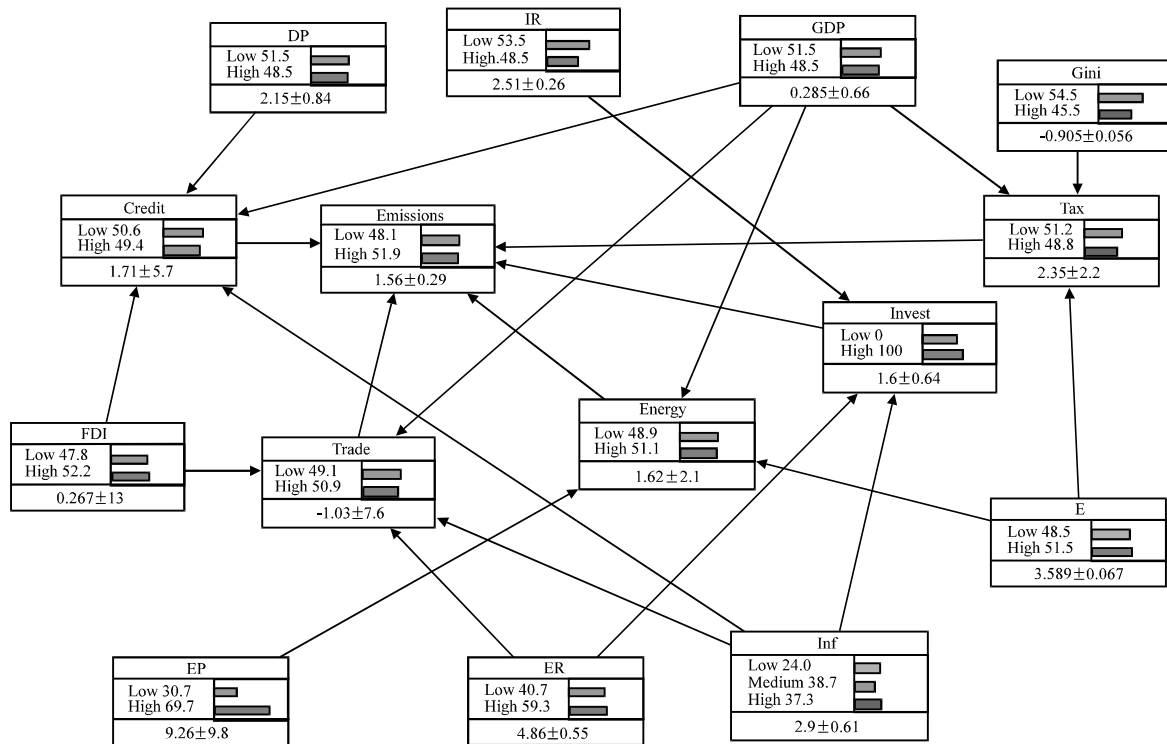 DP
Low 51.5
High 48.5
2.15±0.84
IR
Low 53.5
High.48.5
2.51±0.26
GDP
Low 51.5
High 48.5
0.285±0.66
Gini
Low 54.5
High 45.5
-0.905±0.056
Credit
Low 50.6
High 49.4
1.71±5.7
Emissions
Low 48.1
High 51.9
1.56±0.29
Tax
Low 51.2
High 48.8
2.35±2.2
Invest
Low 0
High 100
1.6±0.64
FDI
Low 47.8
High 52.2
0.267±13
Trade
Low 49.1
High 50.9
-1.03±7.6
Energy
Low 48.9
High 51.1
1.62±2.1
E
Low 48.5
High 51.5
3.589±0.067
EP
Low 30.7
High 69.7
9.26±9.8
ER
Low 40.7
High 59.3
4.86±0.55
Inf
Low 24.0
Medium 38.7
High 37.3
2.9±0.61